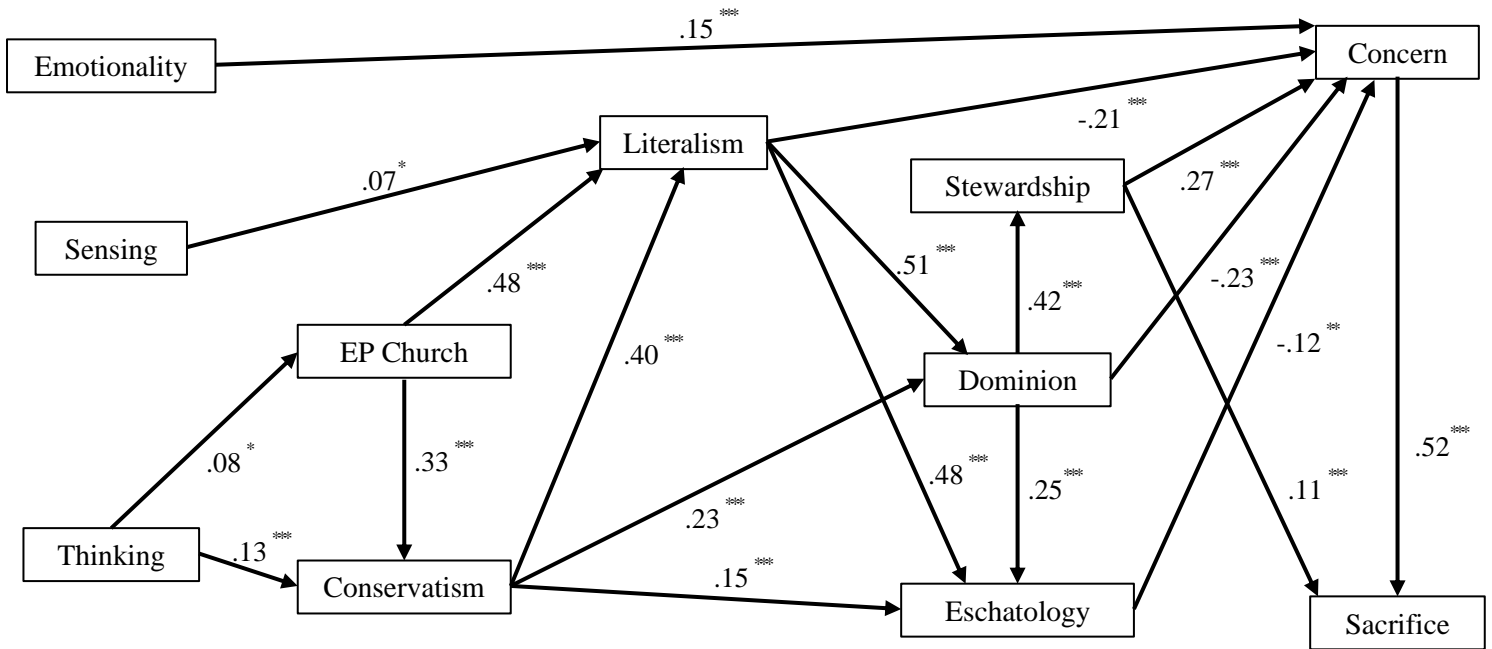 .15***
Concern
Emotionality
-.21***
Literalism
.07*
Stewardship
.27***
Sensing
.51***
.48***
.42***
-.23***
EP Church
.40***
-.12**
Dominion
.08*
.33***
.48***
.25***
.52***
.11***
.23***
Thinking
.13***
Conservatism
.15***
Eschatology
Sacrifice